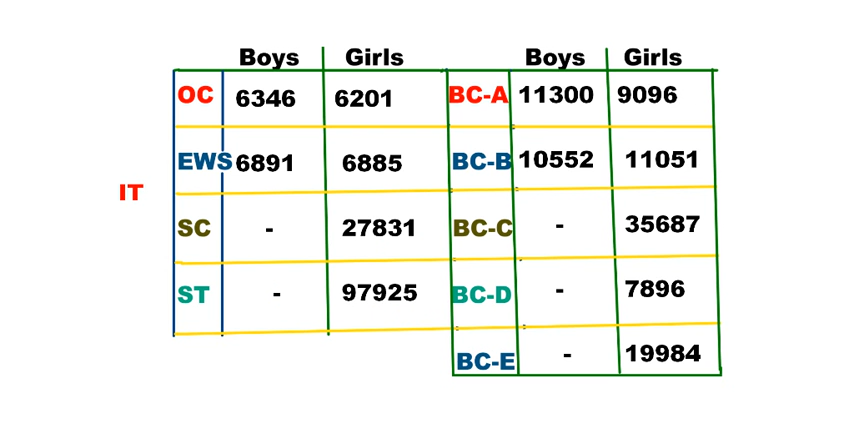 Boys Girls Boys Girls
OC 6346 6201 BC-A 11300 9096
EWS 6891 6885 BC-B 10552 11051
IT
SC - 27831 BC-C - 35687
ST - 97925 BC-D - 7896
BC-E - 19984